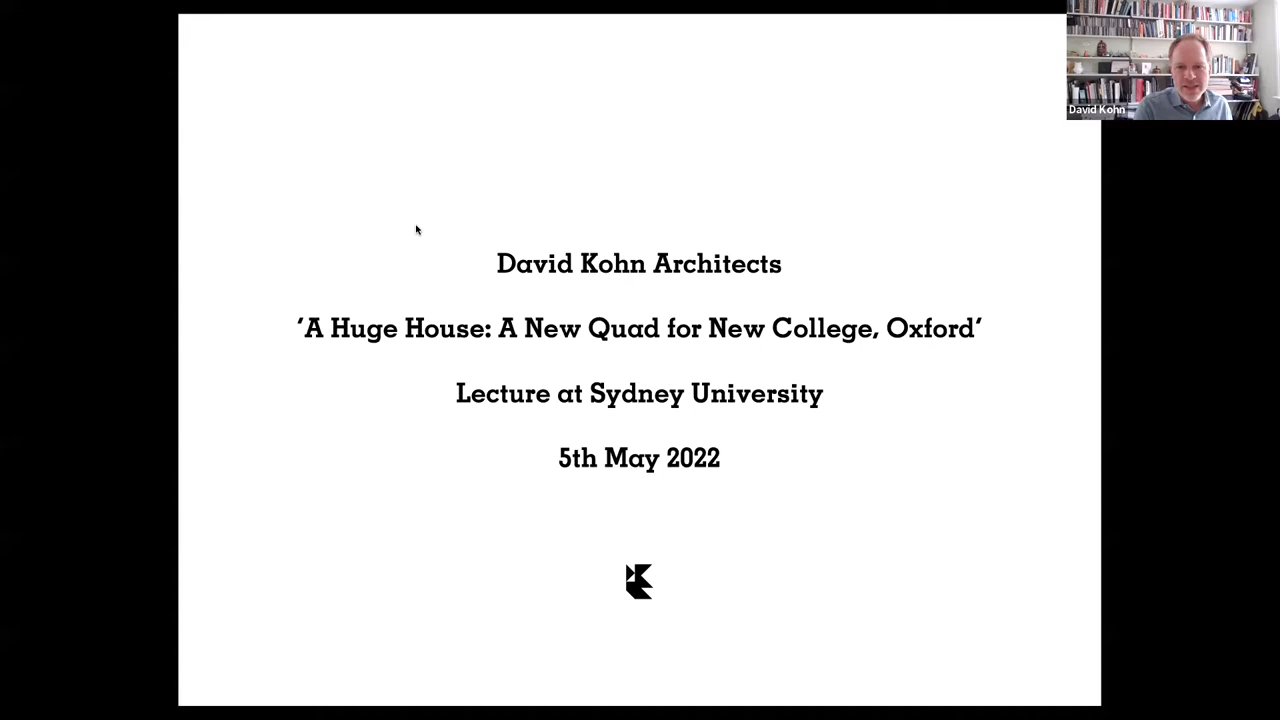 David Kohn
David Kohn Architects
‘A Huge House: A New Quad for New College, Oxford’
Lecture at Sydney University
5th May 2022